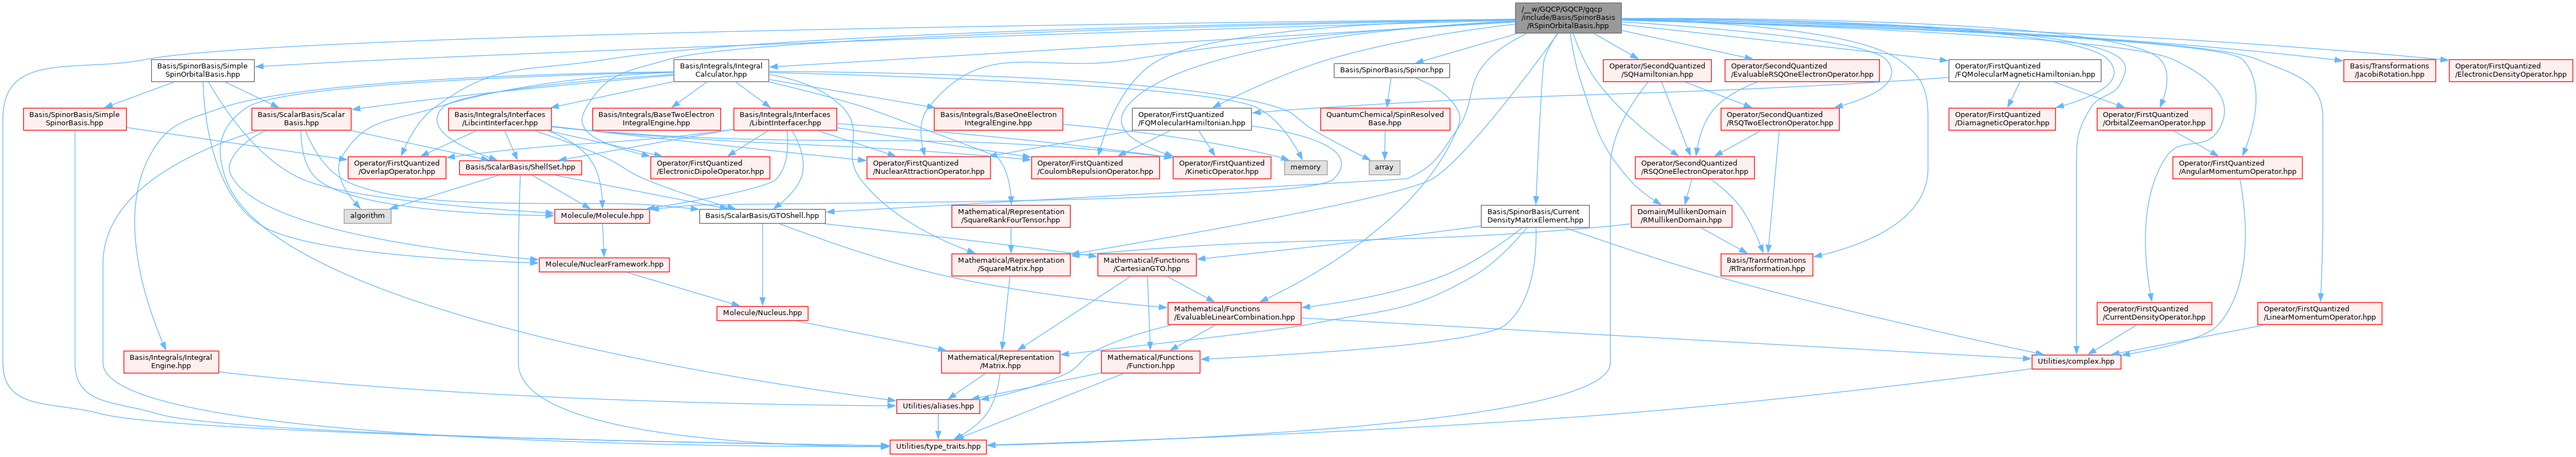 /__w/GQCP/GQCP/gqcp
/include/Basis/SpinorBasis
/RSpinOrbitalBasis.hpp
Basis/SpinorBasis/Simple
SpinOrbitalBasis.hpp
Basis/Integrals/Integral
Calculator.hpp
Basis/SpinorBasis/Spinor.hpp
Operator/SecondQuantized
/SQHamiltonian.hpp
Operator/SecondQuantized
/EvaluableRSQOneElectronOperator.hpp
Operator/FirstQuantized
/FQMolecularMagneticHamiltonian.hpp
Basis/Transformations
/JacobiRotation.hpp
Operator/FirstQuantized
/ElectronicDensityOperator.hpp
Basis/SpinorBasis/Simple
SpinorBasis.hpp
Basis/ScalarBasis/Scalar
Basis.hpp
Basis/Integrals/Interfaces
/LibcintInterfacer.hpp
Basis/Integrals/BaseTwoElectron
IntegralEngine.hpp
Basis/Integrals/Interfaces
/LibintInterfacer.hpp
Basis/Integrals/BaseOneElectron
IntegralEngine.hpp
Operator/FirstQuantized
/FQMolecularHamiltonian.hpp
QuantumChemical/SpinResolved
Base.hpp
Operator/SecondQuantized
/RSQTwoElectronOperator.hpp
Operator/FirstQuantized
/DiamagneticOperator.hpp
Operator/FirstQuantized
/OrbitalZeemanOperator.hpp
Operator/FirstQuantized
/OverlapOperator.hpp
Basis/ScalarBasis/ShellSet.hpp
Operator/FirstQuantized
/ElectronicDipoleOperator.hpp
Operator/FirstQuantized
/NuclearAttractionOperator.hpp
Operator/FirstQuantized
/CoulombRepulsionOperator.hpp
Operator/FirstQuantized
/KineticOperator.hpp
memory
array
Operator/SecondQuantized
/RSQOneElectronOperator.hpp
Operator/FirstQuantized
/AngularMomentumOperator.hpp
algorithm
Molecule/Molecule.hpp
Basis/ScalarBasis/GTOShell.hpp
Mathematical/Representation
/SquareRankFourTensor.hpp
Basis/SpinorBasis/Current
DensityMatrixElement.hpp
Domain/MullikenDomain
/RMullikenDomain.hpp
Molecule/NuclearFramework.hpp
Mathematical/Representation
/SquareMatrix.hpp
Mathematical/Functions
/CartesianGTO.hpp
Basis/Transformations
/RTransformation.hpp
Molecule/Nucleus.hpp
Mathematical/Functions
/EvaluableLinearCombination.hpp
Operator/FirstQuantized
/CurrentDensityOperator.hpp
Operator/FirstQuantized
/LinearMomentumOperator.hpp
Basis/Integrals/Integral
Engine.hpp
Mathematical/Representation
/Matrix.hpp
Mathematical/Functions
/Function.hpp
Utilities/complex.hpp
Utilities/aliases.hpp
Utilities/type_traits.hpp